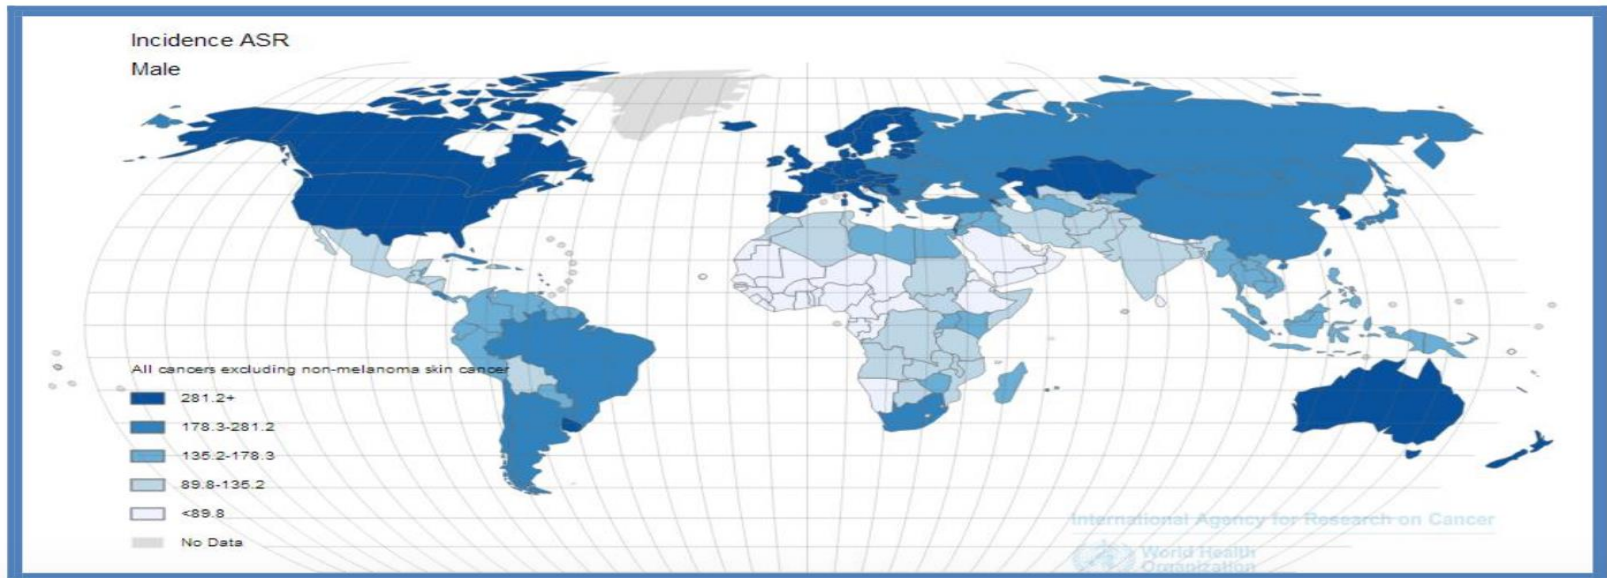 Incidence ASR
Male
All cancers excluding non-melanoma skin cancer
281.2+
178.3-281.2
135.2-178.3
89.8-135.2
<89.8
No Data
International Agency for Research on Cancer
World Health
Organization